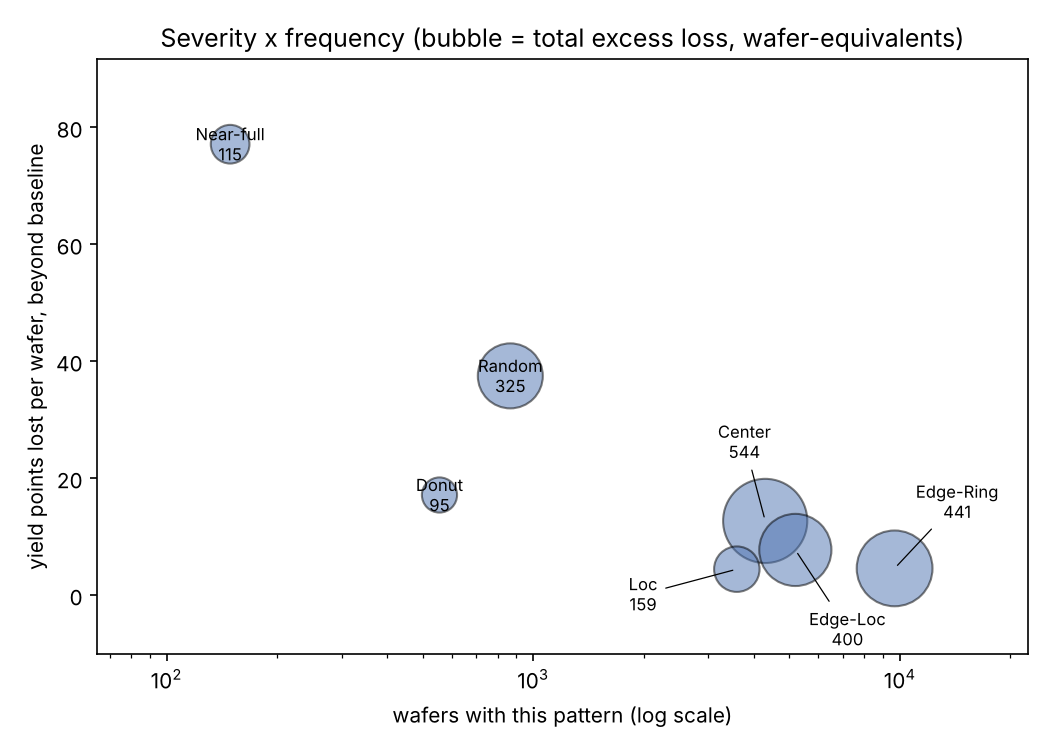 Severity x frequency (bubble = total excess loss, wafer-equivalents)
yield points lost per wafer, beyond baseline
80
60
40
20
0
Near-full
115
Random
325
Donut
95
Center
544
Edge-Ring
441
Loc
159
Edge-Loc
400
10²
10³
10⁴
wafers with this pattern (log scale)